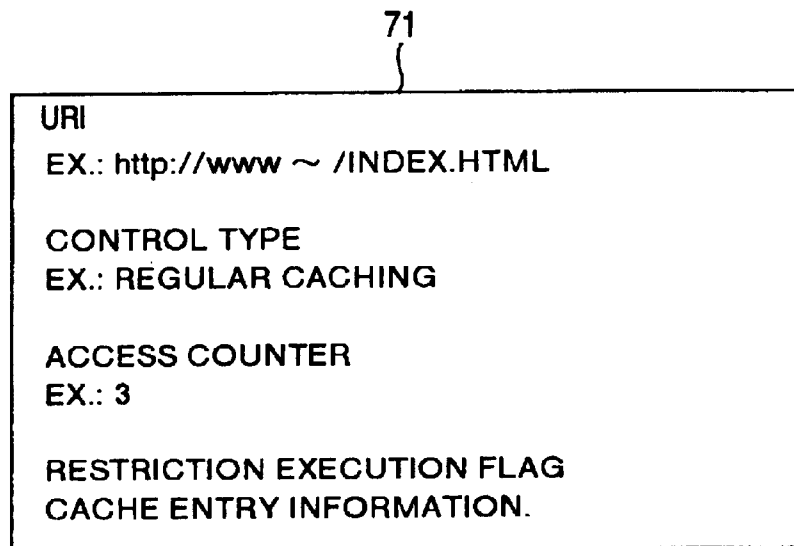 71
URI
EX.: http://www ~ /INDEX.HTML
CONTROL TYPE
EX.: REGULAR CACHING
ACCESS COUNTER
EX.: 3
RESTRICTION EXECUTION FLAG
CACHE ENTRY INFORMATION.